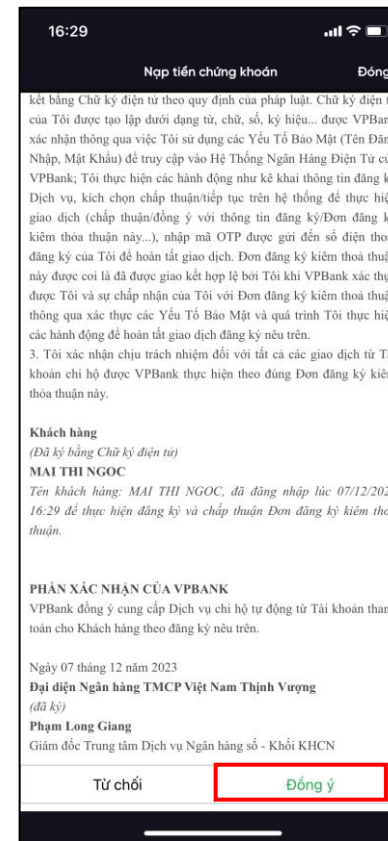 16:29
Nạp tiền chứng khoán Đóng
kết bằng Chữ ký điện tử theo quy định của pháp luật. Chữ ký điện t
của Tôi được tạo lập dưới dạng từ, chữ, số, ký hiệu... được VPBan
xác nhận thông qua việc Tôi sử dụng các Yếu Tố Bảo Mật (Tên Đăn
Nhập, Mật Khẩu) để truy cập vào Hệ Thống Ngân Hàng Điện Tử củ
VPBank; Tôi thực hiện các hành động như kê khai thông tin đăng k
Dịch vụ, kích chọn chấp thuận/tiếp tục trên hệ thống để thực hiệ
giao dịch (chấp thuận/đồng ý với thông tin đăng ký/Đơn đăng k
kiêm thỏa thuận này...), nhập mã OTP được gửi đến số điện tho
đăng ký của Tôi để hoàn tất giao dịch. Đơn đăng ký kiêm thoả thuậ
này được coi là đã được giao kết hợp lệ bởi Tôi khi VPBank xác thự
được Tôi và sự chấp nhận của Tôi với Đơn đăng ký kiêm thoả thuậ
thông qua xác thực các Yếu Tố Bảo Mật và quá trình Tôi thực hiệ
các hành động để hoàn tất giao dịch đăng ký nêu trên.
3. Tôi xác nhận chịu trách nhiệm đối với tất cả các giao dịch từ Tà
khoản chi hộ được VPBank thực hiện theo đúng Đơn đăng ký kiê
thỏa thuận này.
Khách hàng
(Đã ký bằng Chữ ký điện tử)
MAI THI NGOC
Tên khách hàng: MAI THI NGOC, đã đăng nhập lúc 07/12/202
16:29 để thực hiện đăng ký và chấp thuận Đơn đăng ký kiêm thỏ
thuận.
PHẦN XÁC NHẬN CỦA VPBANK
VPBank đồng ý cung cấp Dịch vụ chi hộ tự động từ Tài khoản than
toán cho Khách hàng theo đăng ký nêu trên.
Ngày 07 tháng 12 năm 2023
Đại diện Ngân hàng TMCP Việt Nam Thịnh Vượng
(đã ký)
Phạm Long Giang
Giám đốc Trung tâm Dịch vụ Ngân hàng số - Khối KHCN
Từ chối Đồng ý